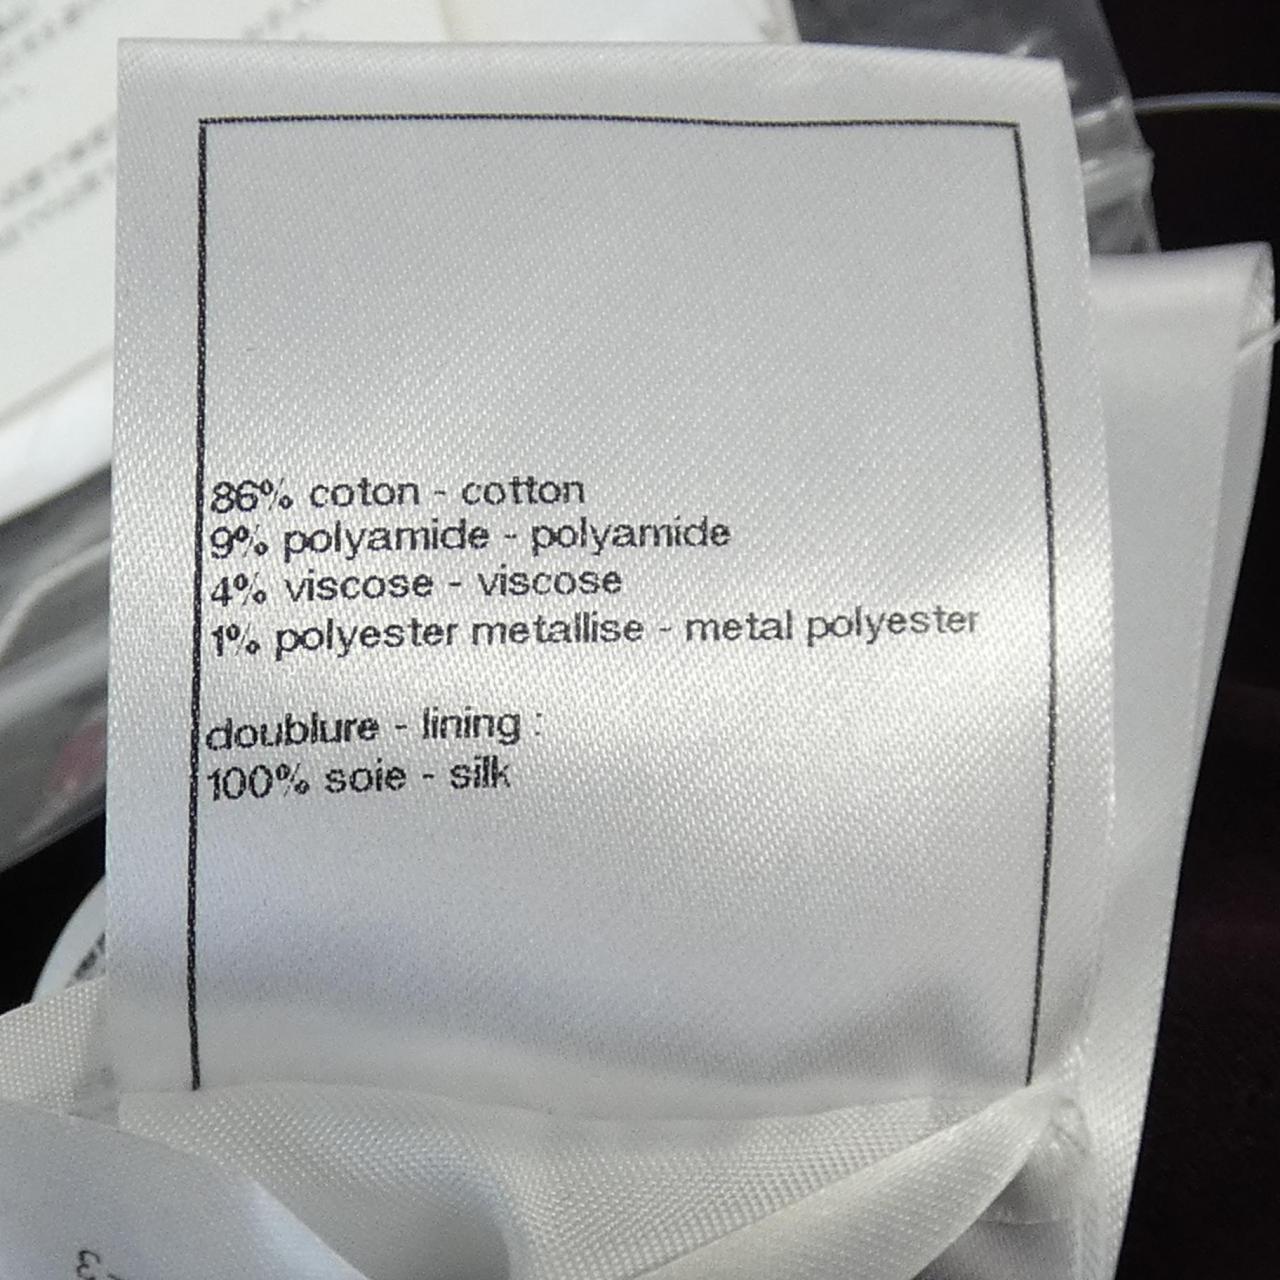 86% coton - cotton
9% polyamide - polyamide
4% viscose - viscose
1% polyester metallise - metal polyester
doublure - lining :
100% soie - silk